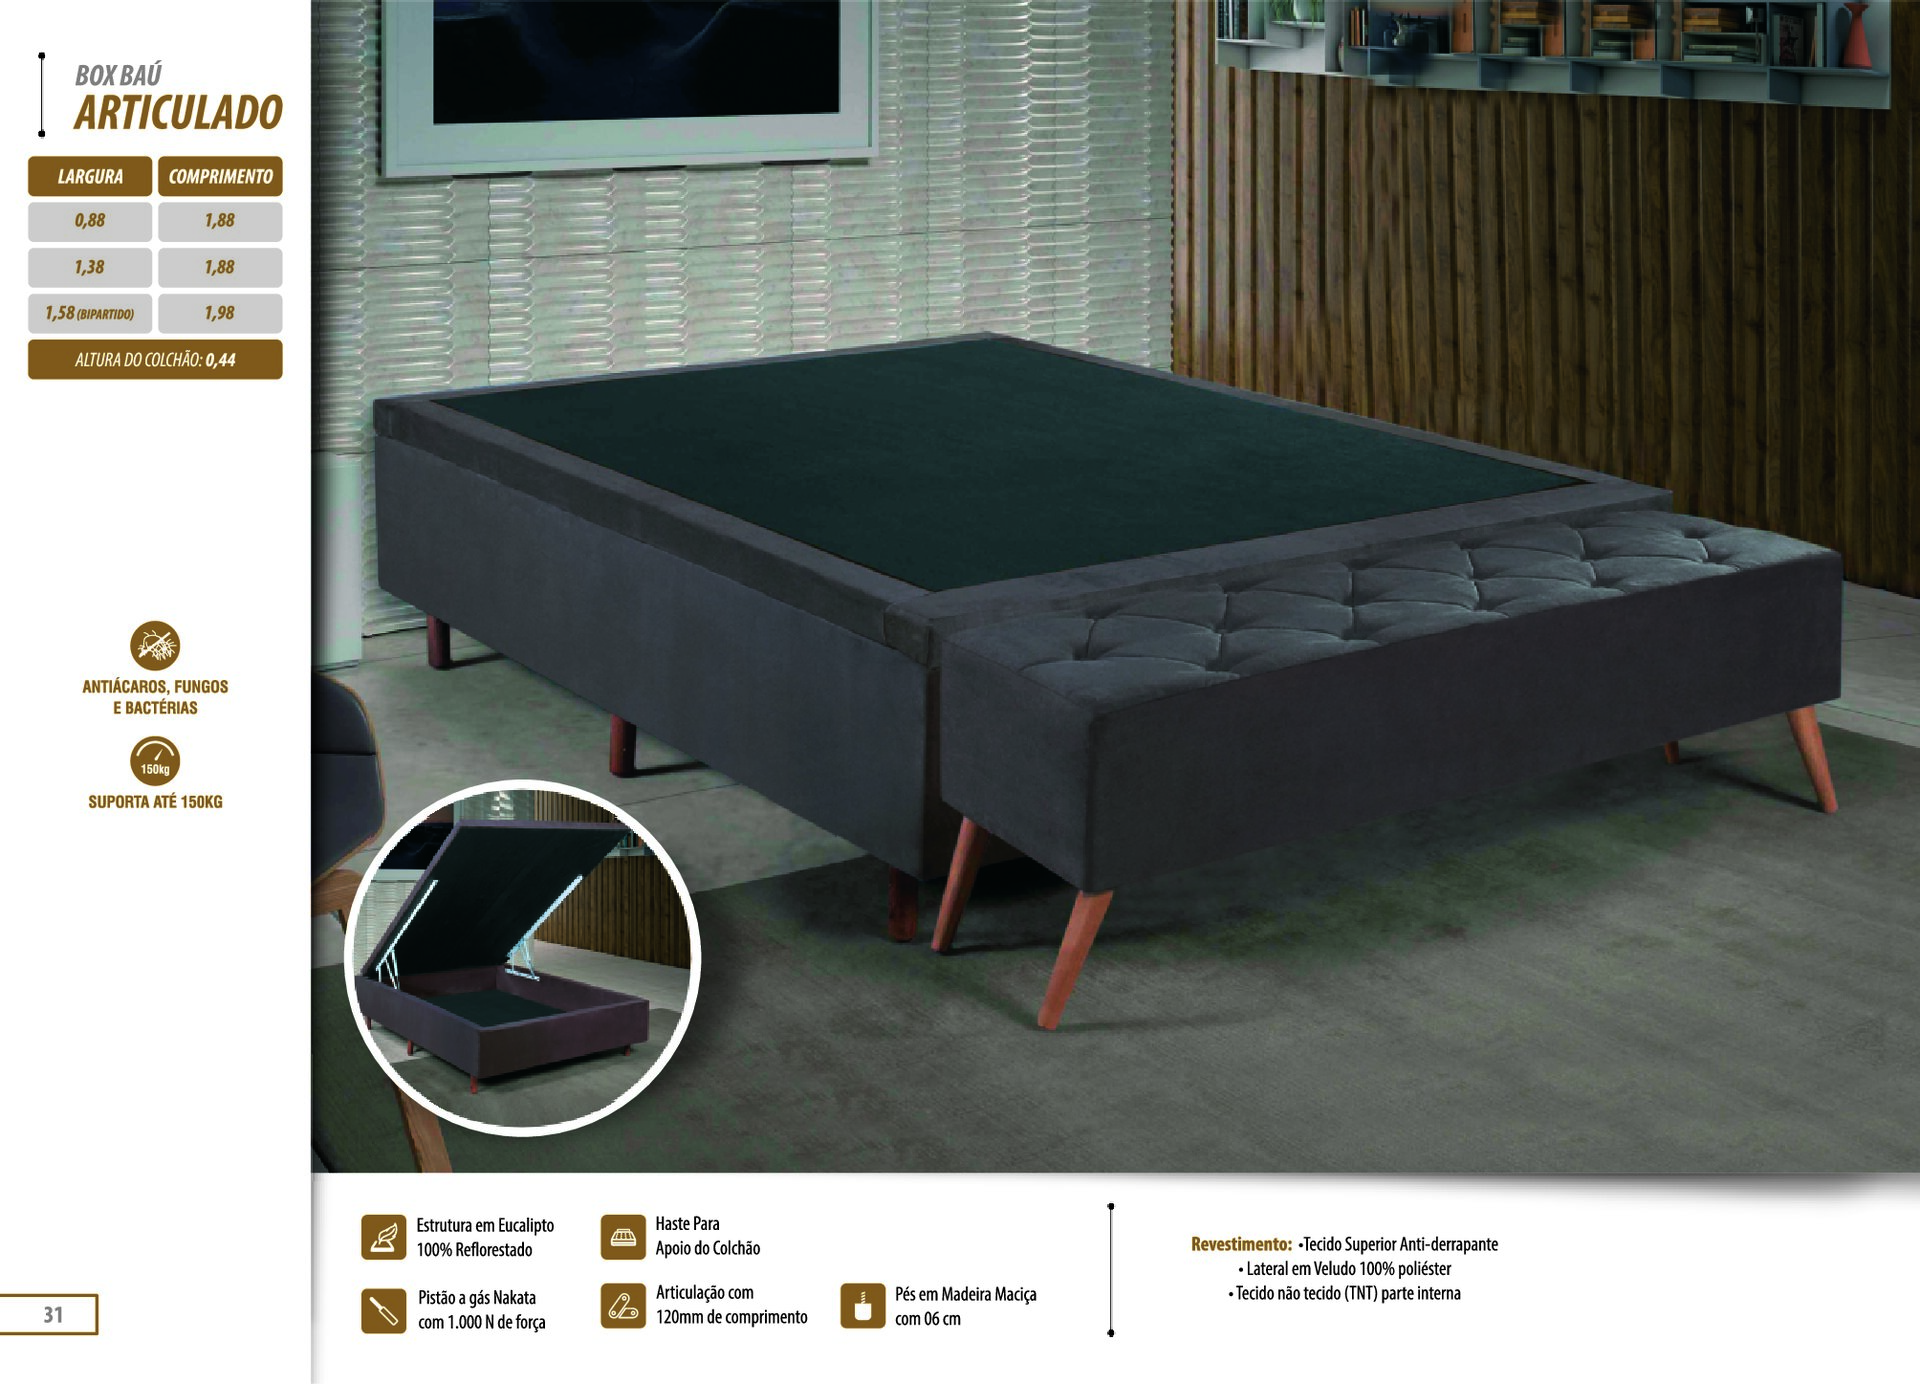 BOX BAÚ
ARTICULADO
LARGURA COMPRIMENTO
0,88 1,88
1,38 1,88
1,58 (BIPARTIDO) 1,98
ALTURA DO COLCHÃO: 0,44
ANTIÁCAROS, FUNGOS
E BACTÉRIAS
150kg
SUPORTA ATÉ 150KG
31
Estrutura em Eucalipto
100% Reflorestado
Pistão a gás Nakata
com 1.000 N de força
Haste Para
Apoio do Colchão
Articulação com
120mm de comprimento
Pés em Madeira Maciça
com 06 cm
Revestimento: •Tecido Superior Anti-derrapante
• Lateral em Veludo 100% poliéster
• Tecido não tecido (TNT) parte interna